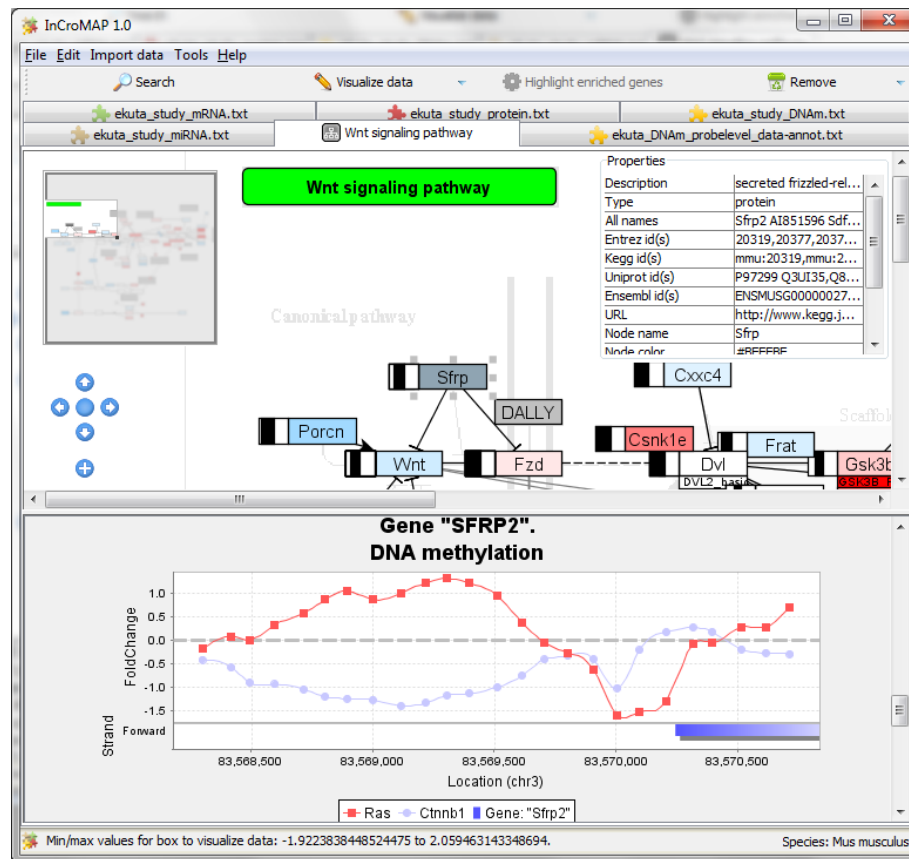 InCroMAP 1.0
File Edit Import data Tools Help
Search Visualize data Highlight enriched genes Remove
ekuta_study_mRNA.txt ekuta_study_protein.txt ekuta_study_DNAm.txt
ekuta_study_miRNA.txt Wnt signaling pathway ekuta_DNAm_probelevel_data-annot.txt
Wnt signaling pathway
Properties
Description secreted frizzled-rel...
Type protein
All names Sfrp2 AI851596 Sdf...
Entrez id(s) 20319,20377,2037...
Kegg id(s) mmu:20319,mmu:2...
Uniprot id(s) P97299 Q3UI35,Q8...
Ensembl id(s) ENSMUSG00000027...
URL http://www.kegg.j...
Node name Sfrp
Node color #BFEFBF
Canonical pathway
Sfrp
Cxxc4
DALLY
Scaffol
Porcn
Csnk1e
Frat
Wnt
Fzd
Dvl
Gsk3b
DVL2_basic
Gene "SFRP2".
DNA methylation
FoldChange
1.0
0.5
0.0
-0.5
-1.0
-1.5
Strand
Forward
83,568,500 83,569,000 83,569,500 83,570,000 83,570,500
Location (chr3)
Ras Ctnnb1 Gene: "Sfrp2"
Min/max values for box to visualize data: -1.9223838448524475 to 2.059463143348694. Species: Mus musculus